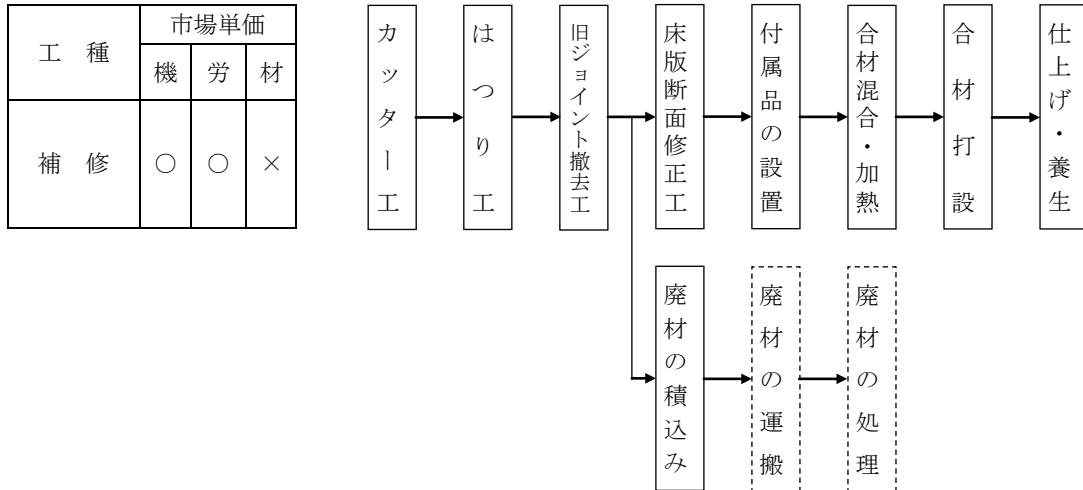 工種
市場単価
機 労 材
補修 ○ ○ ×
カッター工
はつり工
旧ジョイント撤去工
床版断面修正工
付属品の設置
合材混合・加熱
合材打設
仕上げ・養生
廃材の積込み
廃材の運搬
廃材の処理